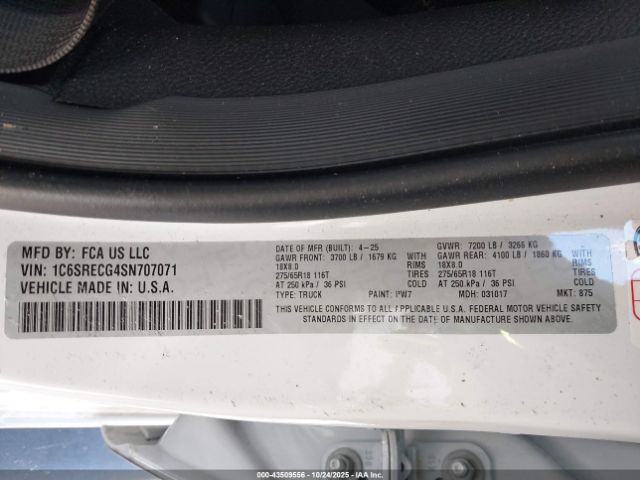 MFD BY: FCA US LLC
VIN: 1C6SRECG4SN707071
VEHICLE MADE IN: U.S.A.
DATE OF MFR (BUILT): 4-25
GVWR: 7200 LB / 3266 KG
GAWR FRONT: 3700 LB / 1679 KG
GAWR REAR: 4100 LB / 1860 KG
18X8.0 RIMS
18X8.0 RIMS
275/65R18 116T TIRES
275/65R18 116T TIRES
AT 250 kPa / 36 PSI COLD
AT 250 kPa / 36 PSI COLD
TYPE: TRUCK PAINT: PW7 MDH: 031017 MKT: 875
THIS VEHICLE CONFORMS TO ALL APPLICABLE U.S.A. FEDERAL MOTOR VEHICLE SAFETY
STANDARDS IN EFFECT ON THE DATE OF MANUFACTURE SHOWN ABOVE.
000-43509556 - 10/24/2025 - IAAI.COM